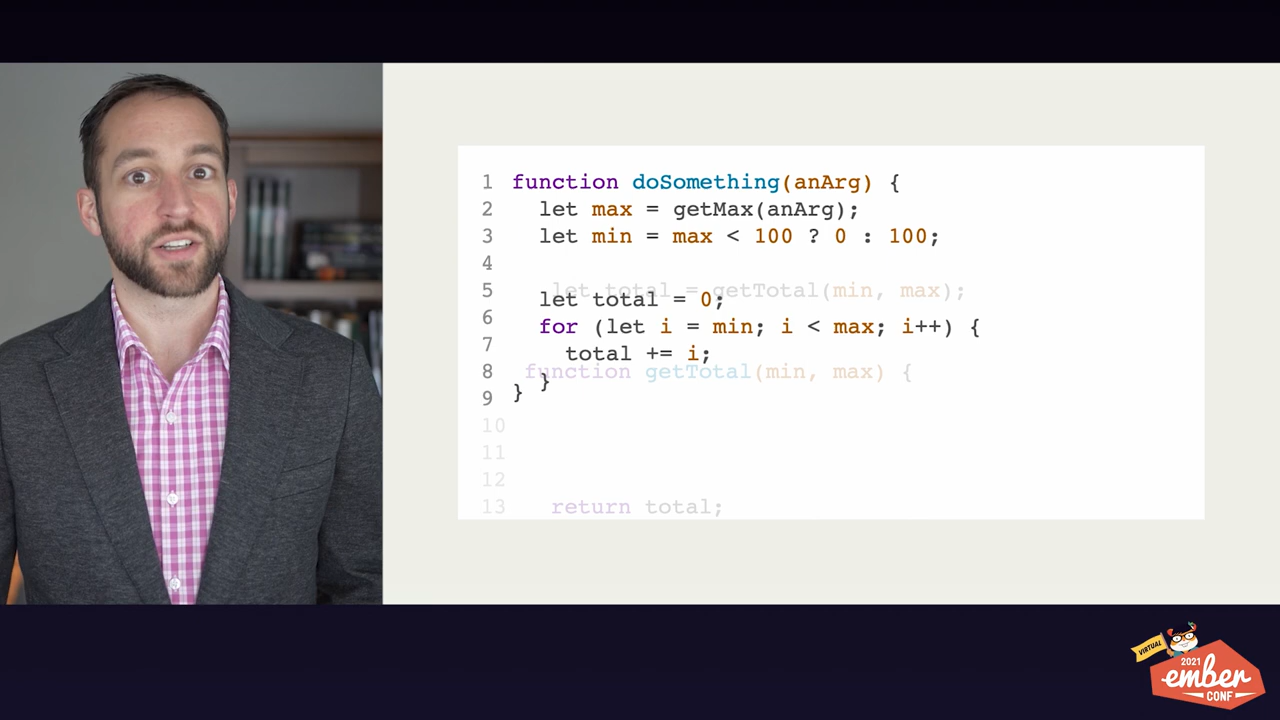 1 function doSomething(anArg) {
2   let max = getMax(anArg);
3   let min = max < 100 ? 0 : 100;
4
5   let total = getTotal(min, max);
    let total = 0;
6   for (let i = min; i < max; i++) {
7     total += i;
8 function getTotal(min, max) {
    }
9 }
10
11
12
13   return total;
VIRTUAL
2021
ember
CONF